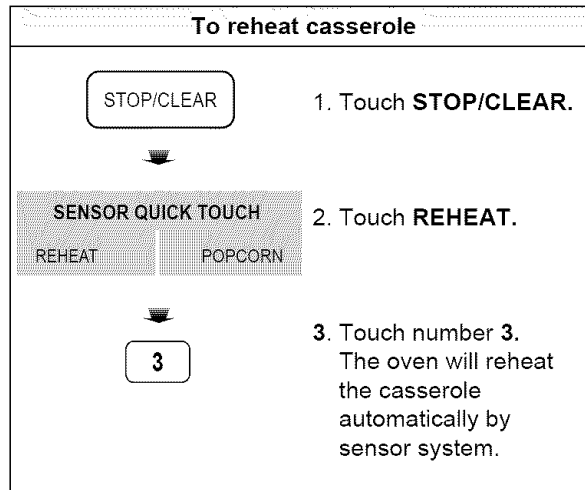 To reheat casserole
STOP/CLEAR
1. Touch STOP/CLEAR.
SENSOR QUICK TOUCH
REHEAT POPCORN
2. Touch REHEAT.
3
3. Touch number 3.
The oven will reheat
the casserole
automatically by
sensor system.